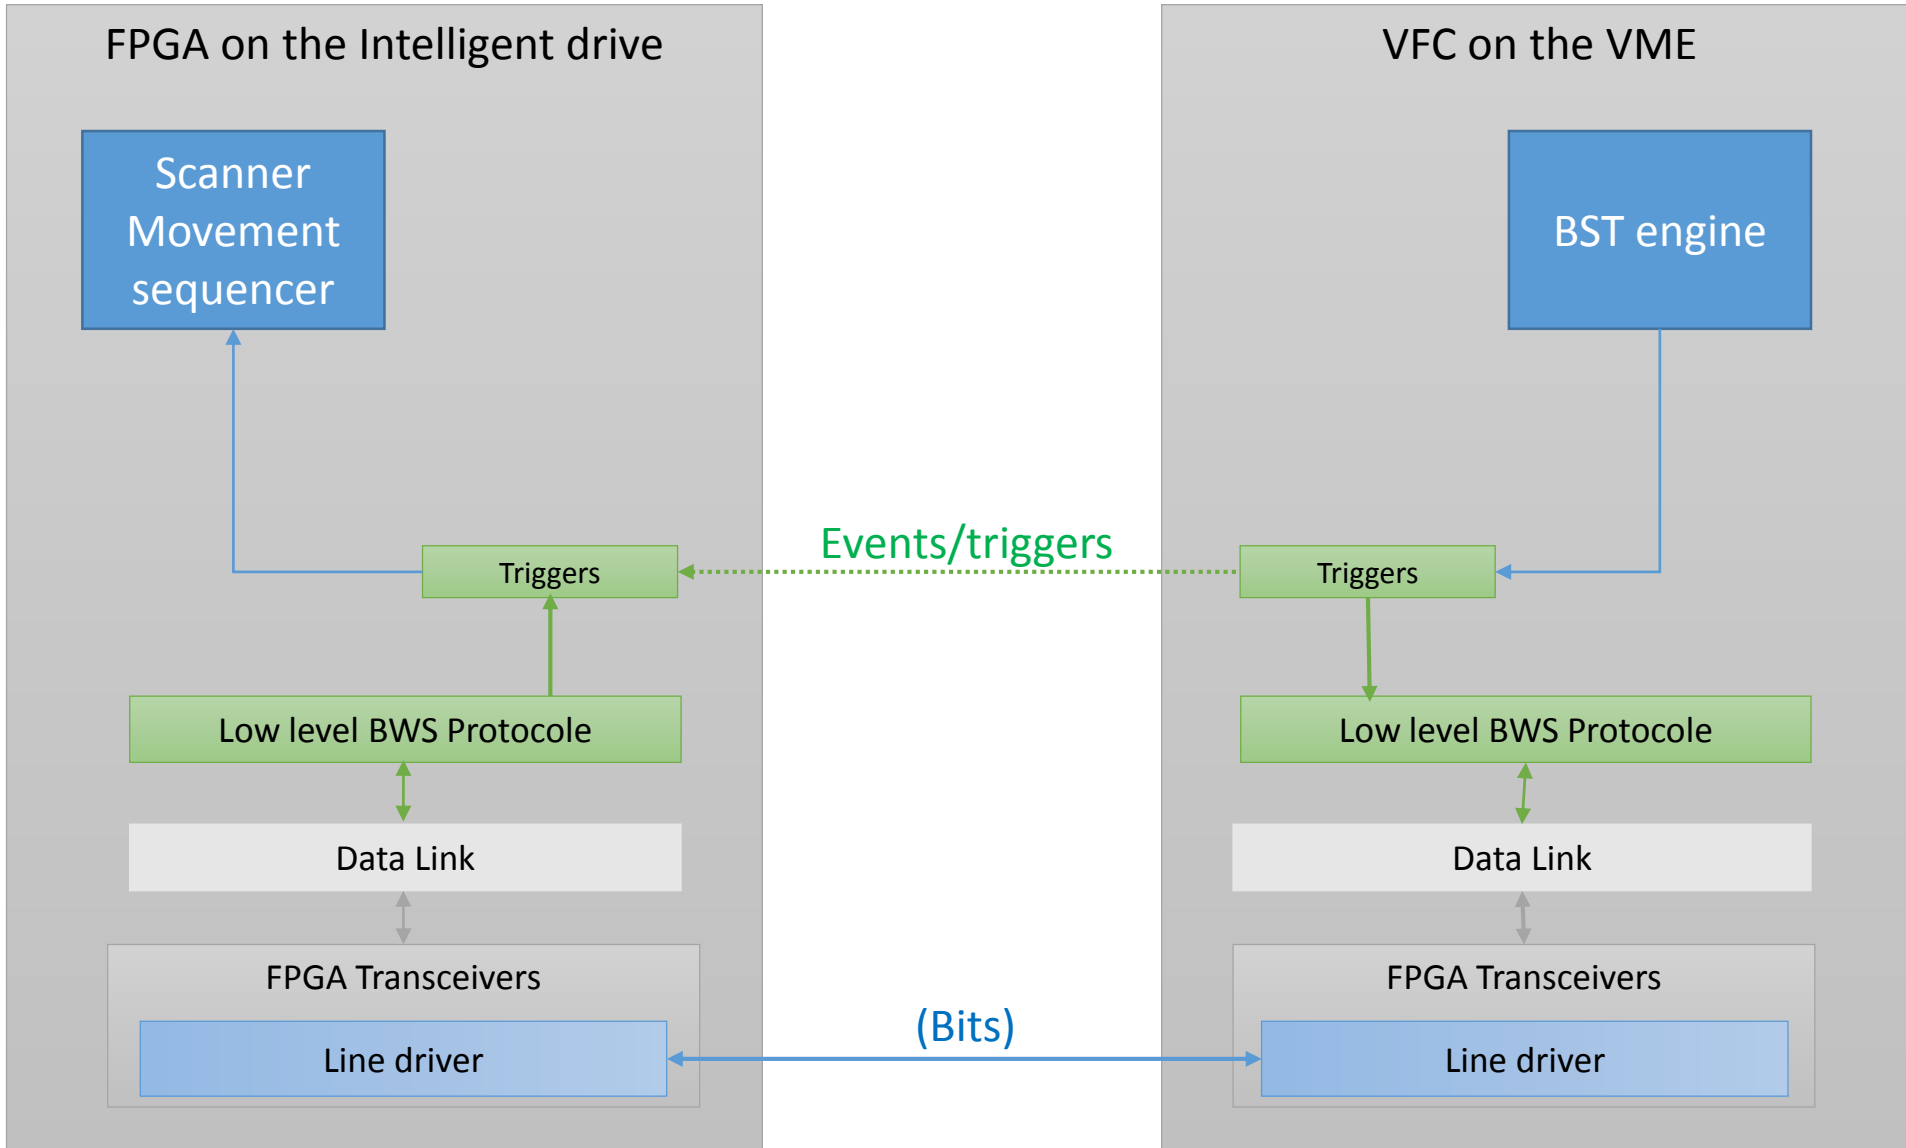 FPGA on the Intelligent drive
VFC on the VME
Scanner
Movement
sequencer
BST engine
Events/triggers
Triggers
Triggers
Low level BWS Protocole
Low level BWS Protocole
Data Link
Data Link
FPGA Transceivers
FPGA Transceivers
(Bits)
Line driver
Line driver